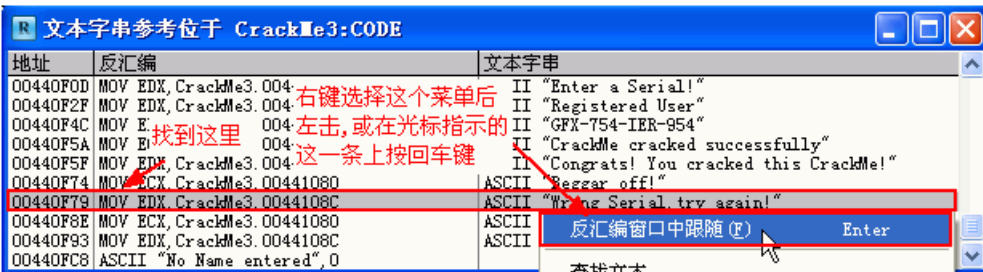 R 文本字串参考位于 CrackMe3:CODE
地址 反汇编 文本字串
00440F0D MOV EDX,CrackMe3.004 II "Enter a Serial!"
00440F2F MOV EDX,CrackMe3.004 右键选择这个菜单后 II "Registered User"
00440F4C MOV E 找到这里 004 左击,或在光标指示的 II "GFX-754-IER-954"
00440F5A MOV E 004 这一条上按回车键 II "CrackMe cracked successfully"
00440F5F MOV EDX,CrackMe3.004 II "Congrats! You cracked this CrackMe!"
00440F74 MOV ECX,CrackMe3.00441080 ASCII "Beggar off!"
00440F79 MOV EDX,CrackMe3.0044108C ASCII "Wrong Serial,try again!"
00440F8E MOV ECX,CrackMe3.00441080 ASCII 反汇编窗口中跟随(F) Enter
00440F93 MOV EDX,CrackMe3.0044108C ASCII
00440FC8 ASCII "No Name entered",0 查找文本